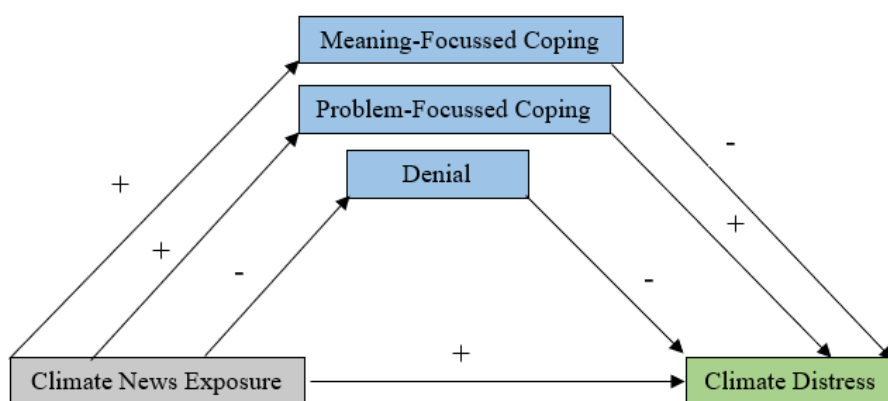 Meaning-Focussed Coping
Problem-Focussed Coping
Denial
-
+
+
+
-
-
+
Climate News Exposure
Climate Distress